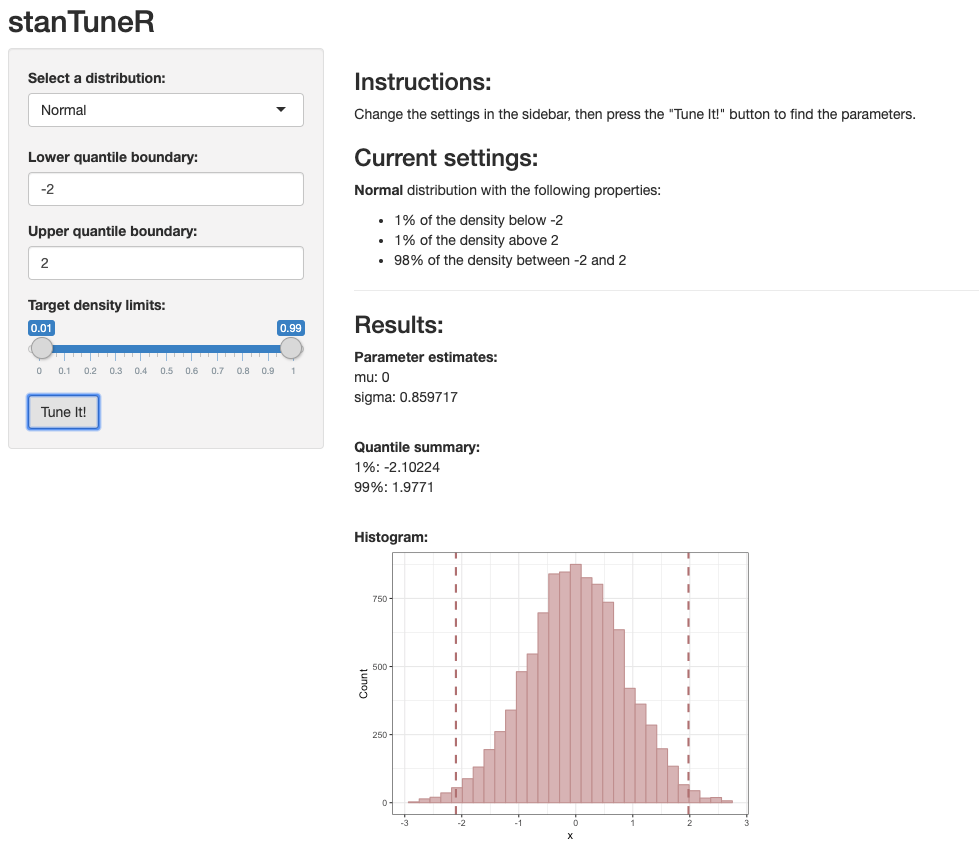 stanTuneR
Select a distribution:
Normal
Lower quantile boundary:
-2
Upper quantile boundary:
2
Target density limits:
0.01 0.99
0 0.1 0.2 0.3 0.4 0.5 0.6 0.7 0.8 0.9 1
Tune It!
Instructions:
Change the settings in the sidebar, then press the "Tune It!" button to find the parameters.
Current settings:
Normal distribution with the following properties:
• 1% of the density below -2
• 1% of the density above 2
• 98% of the density between -2 and 2
Results:
Parameter estimates:
mu: 0
sigma: 0.859717
Quantile summary:
1%: -2.10224
99%: 1.9771
Histogram:
750
500
250
0
Count
-3 -2 -1 0 1 2 3
x